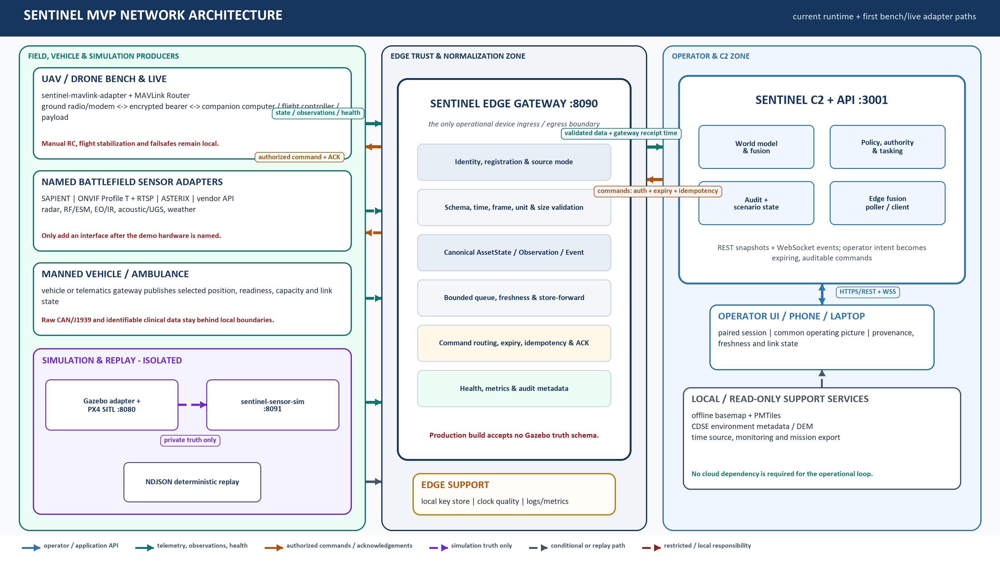 SENTINEL MVP NETWORK ARCHITECTURE
current runtime + first bench/live adapter paths
FIELD, VEHICLE & SIMULATION PRODUCERS
UAV / DRONE BENCH & LIVE
sentinel-mavlink-adapter + MAVLink Router
ground radio/modem <-> encrypted bearer <-> companion computer / flight controller /
payload
state / observations / health
Manual RC, flight stabilization and failsafes remain local.
authorized command + ACK
NAMED BATTLEFIELD SENSOR ADAPTERS
SAPIENT | ONVIF Profile T + RTSP | ASTERIX | vendor API
radar, RF/ESM, EO/IR, acoustic/UGS, weather
Only add an interface after the demo hardware is named.
MANNED VEHICLE / AMBULANCE
vehicle or telematics gateway publishes selected position, readiness, capacity and link
state
Raw CAN/J1939 and identifiable clinical data stay behind local boundaries.
SIMULATION & REPLAY - ISOLATED
Gazebo adapter +
PX4 SITL :8080
sentinel-sensor-sim
:8091
private truth only
NDJSON deterministic replay
EDGE TRUST & NORMALIZATION ZONE
SENTINEL EDGE GATEWAY :8090
the only operational device ingress / egress boundary
validated data + gateway receipt time
Identity, registration & source mode
commands: auth + expiry + idempotency
Schema, time, frame, unit & size validation
Canonical AssetState / Observation / Event
Bounded queue, freshness & store-forward
Command routing, expiry, idempotency & ACK
Health, metrics & audit metadata
Production build accepts no Gazebo truth schema.
EDGE SUPPORT
local key store | clock quality | logs/metrics
OPERATOR & C2 ZONE
SENTINEL C2 + API :3001
World model
& fusion
Policy, authority
& tasking
Audit +
scenario state
Edge fusion
poller / client
REST snapshots + WebSocket events; operator intent becomes
expiring, auditable commands
HTTPS/REST + WSS
OPERATOR UI / PHONE / LAPTOP
paired session | common operating picture | provenance,
freshness and link state
LOCAL / READ-ONLY SUPPORT SERVICES
offline basemap + PMTiles
CDSE environment metadata / DEM
time source, monitoring and mission export
No cloud dependency is required for the operational loop.
operator / application API
telemetry, observations, health
authorized commands / acknowledgements
simulation truth only
conditional or replay path
restricted / local responsibility